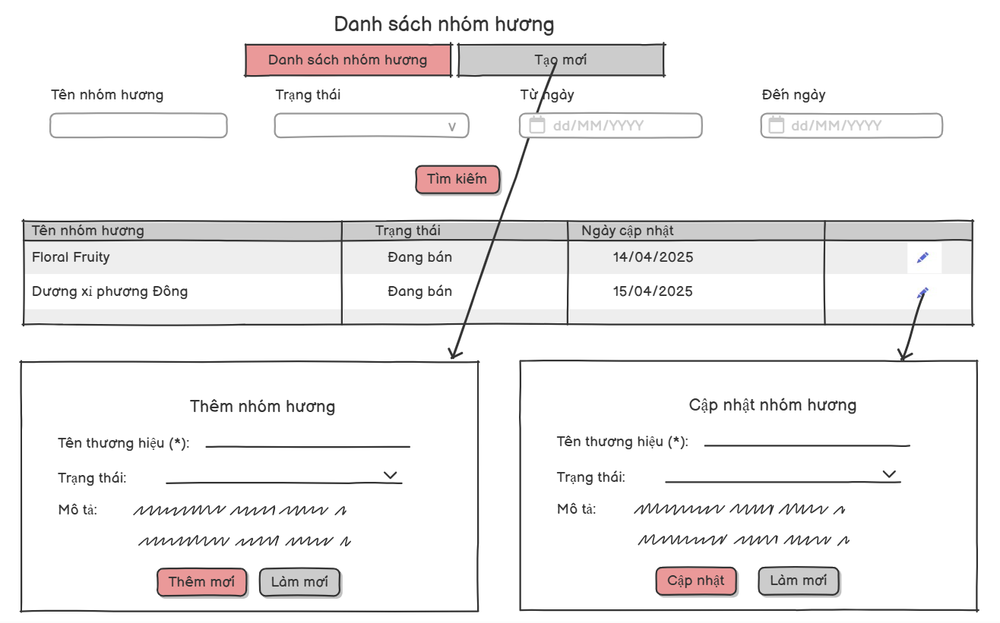 Danh sách nhóm hương
Danh sách nhóm hương Tạo mới
Tên nhóm hương Trạng thái Từ ngày Đến ngày
v dd/MM/YYYY dd/MM/YYYY
Tìm kiếm
Tên nhóm hương Trạng thái Ngày cập nhật
Floral Fruity Đang bán 14/04/2025
Dương xỉ phương Đông Đang bán 15/04/2025
Thêm nhóm hương
Tên thương hiệu (*):
Trạng thái:
Mô tả:
Thêm mới Làm mới
Cập nhật nhóm hương
Tên thương hiệu (*):
Trạng thái:
Mô tả:
Cập nhật Làm mới